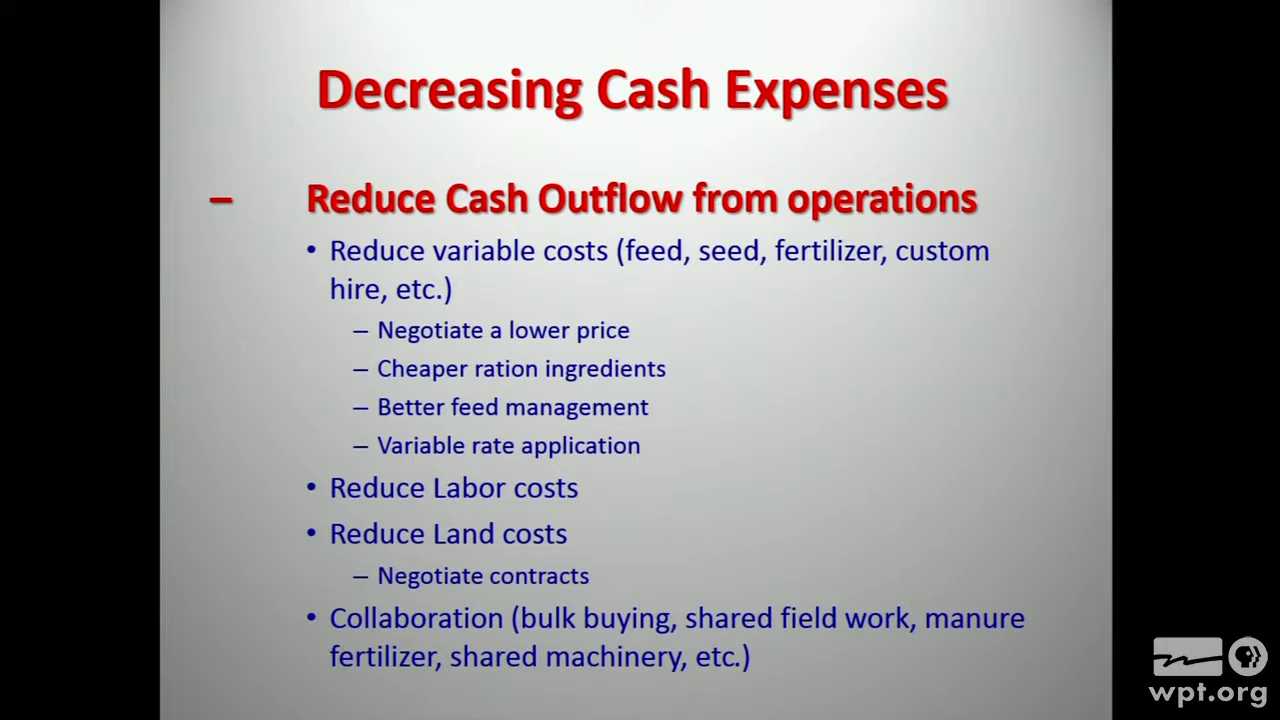 Decreasing Cash Expenses
– Reduce Cash Outflow from operations
• Reduce variable costs (feed, seed, fertilizer, custom
hire, etc.)
– Negotiate a lower price
– Cheaper ration ingredients
– Better feed management
– Variable rate application
• Reduce Labor costs
• Reduce Land costs
– Negotiate contracts
• Collaboration (bulk buying, shared field work, manure
fertilizer, shared machinery, etc.)
wpt.org